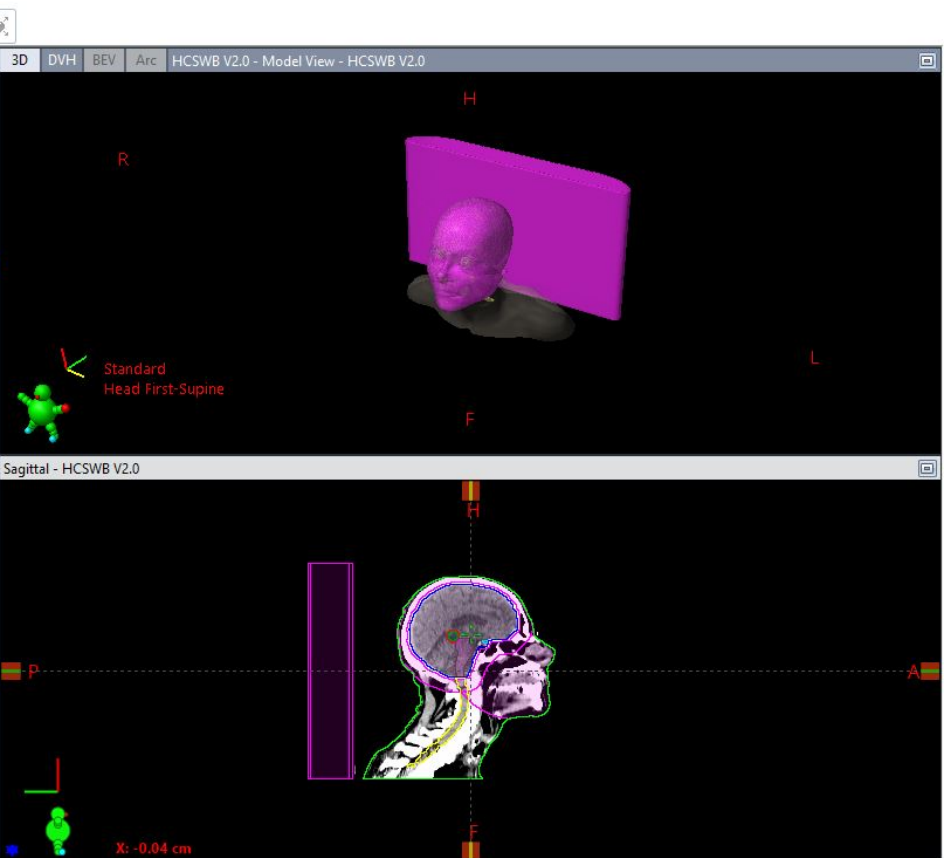 3D DVH BEV Arc HCSWB V2.0 - Model View - HCSWB V2.0
H
R
L
Standard
Head First-Supine
F
Sagittal - HCSWB V2.0
H
P
A
F
X: -0.04 cm